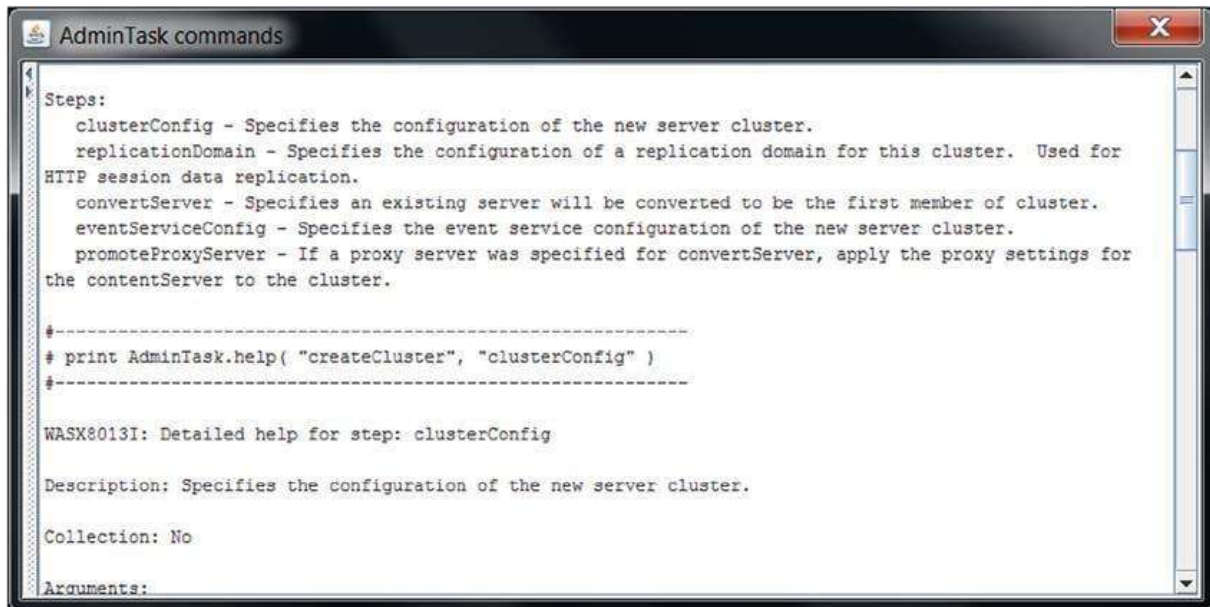 AdminTask commands
Steps:
clusterConfig - Specifies the configuration of the new server cluster.
replicationDomain - Specifies the configuration of a replication domain for this cluster.  Used for
HTTP session data replication.
convertServer - Specifies an existing server will be converted to be the first member of cluster.
eventServiceConfig - Specifies the event service configuration of the new server cluster.
promoteProxyServer - If a proxy server was specified for convertServer, apply the proxy settings for
the contentServer to the cluster.
#-------------------------------------------------------------
# print AdminTask.help( "createCluster", "clusterConfig" )
#-------------------------------------------------------------
WASX8013I: Detailed help for step: clusterConfig
Description: Specifies the configuration of the new server cluster.
Collection: No
Arguments: